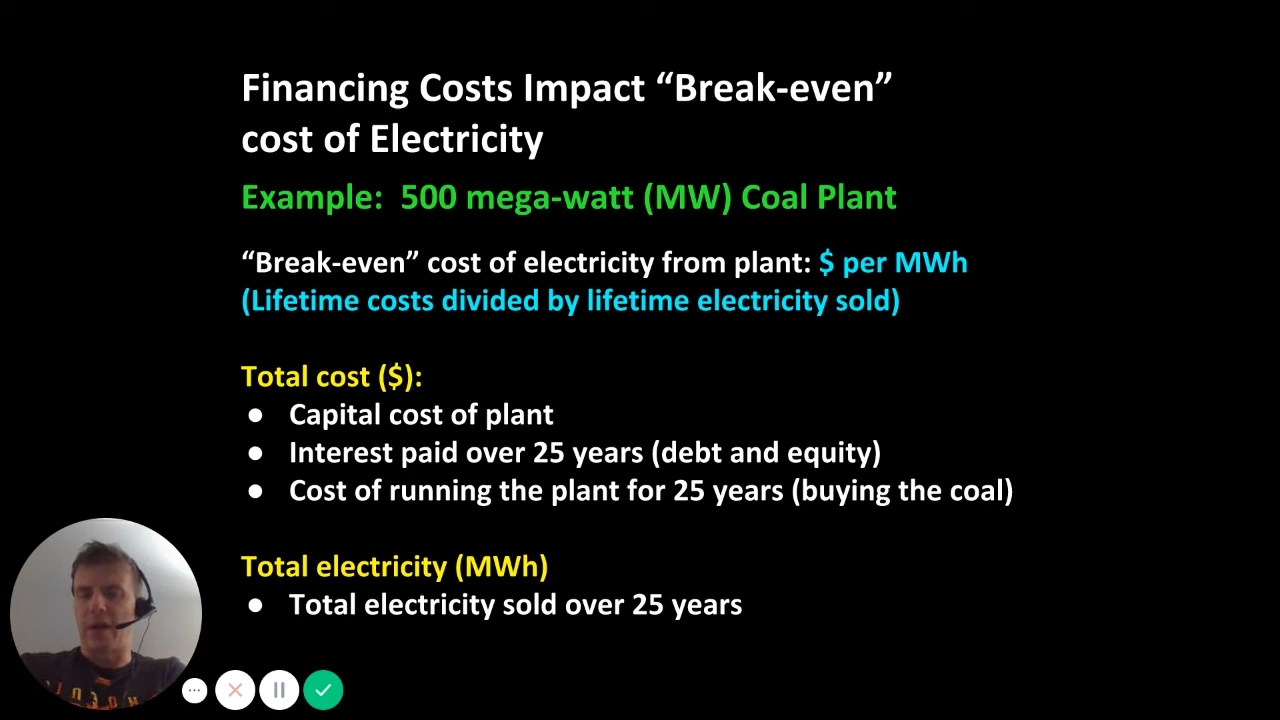 Financing Costs Impact “Break-even”
cost of Electricity
Example:  500 mega-watt (MW) Coal Plant
“Break-even” cost of electricity from plant: $ per MWh
(Lifetime costs divided by lifetime electricity sold)
Total cost ($):
● Capital cost of plant
● Interest paid over 25 years (debt and equity)
● Cost of running the plant for 25 years (buying the coal)
Total electricity (MWh)
● Total electricity sold over 25 years